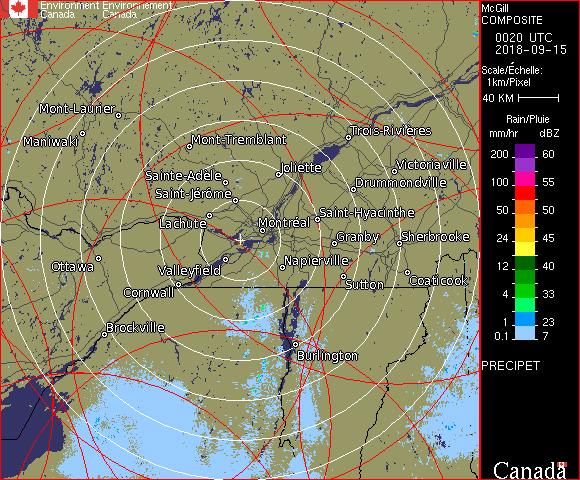 Environment Environnement
Canada Canada
McGill
COMPOSITE
0020 UTC
2018-09-15
Scale/Échelle:
1km/Pixel
40 KM
Rain/Pluie
mm/hr dBZ
200 60
55
100 55
50 50
24 45
12 40
4 33
1 23
0.1 7
PRECIPET
Canada
Mont-Laurier
Maniwaki
Mont-Tremblant
Trois-Rivières
Sainte-Adèle
Joliette
Victoriaville
Saint-Jérôme
Drummondville
Lachute
Montréal
Saint-Hyacinthe
Ottawa
Granby
Sherbrooke
Valleyfield
Napierville
Cornwall
Sutton
Coaticook
Brockville
Burlington